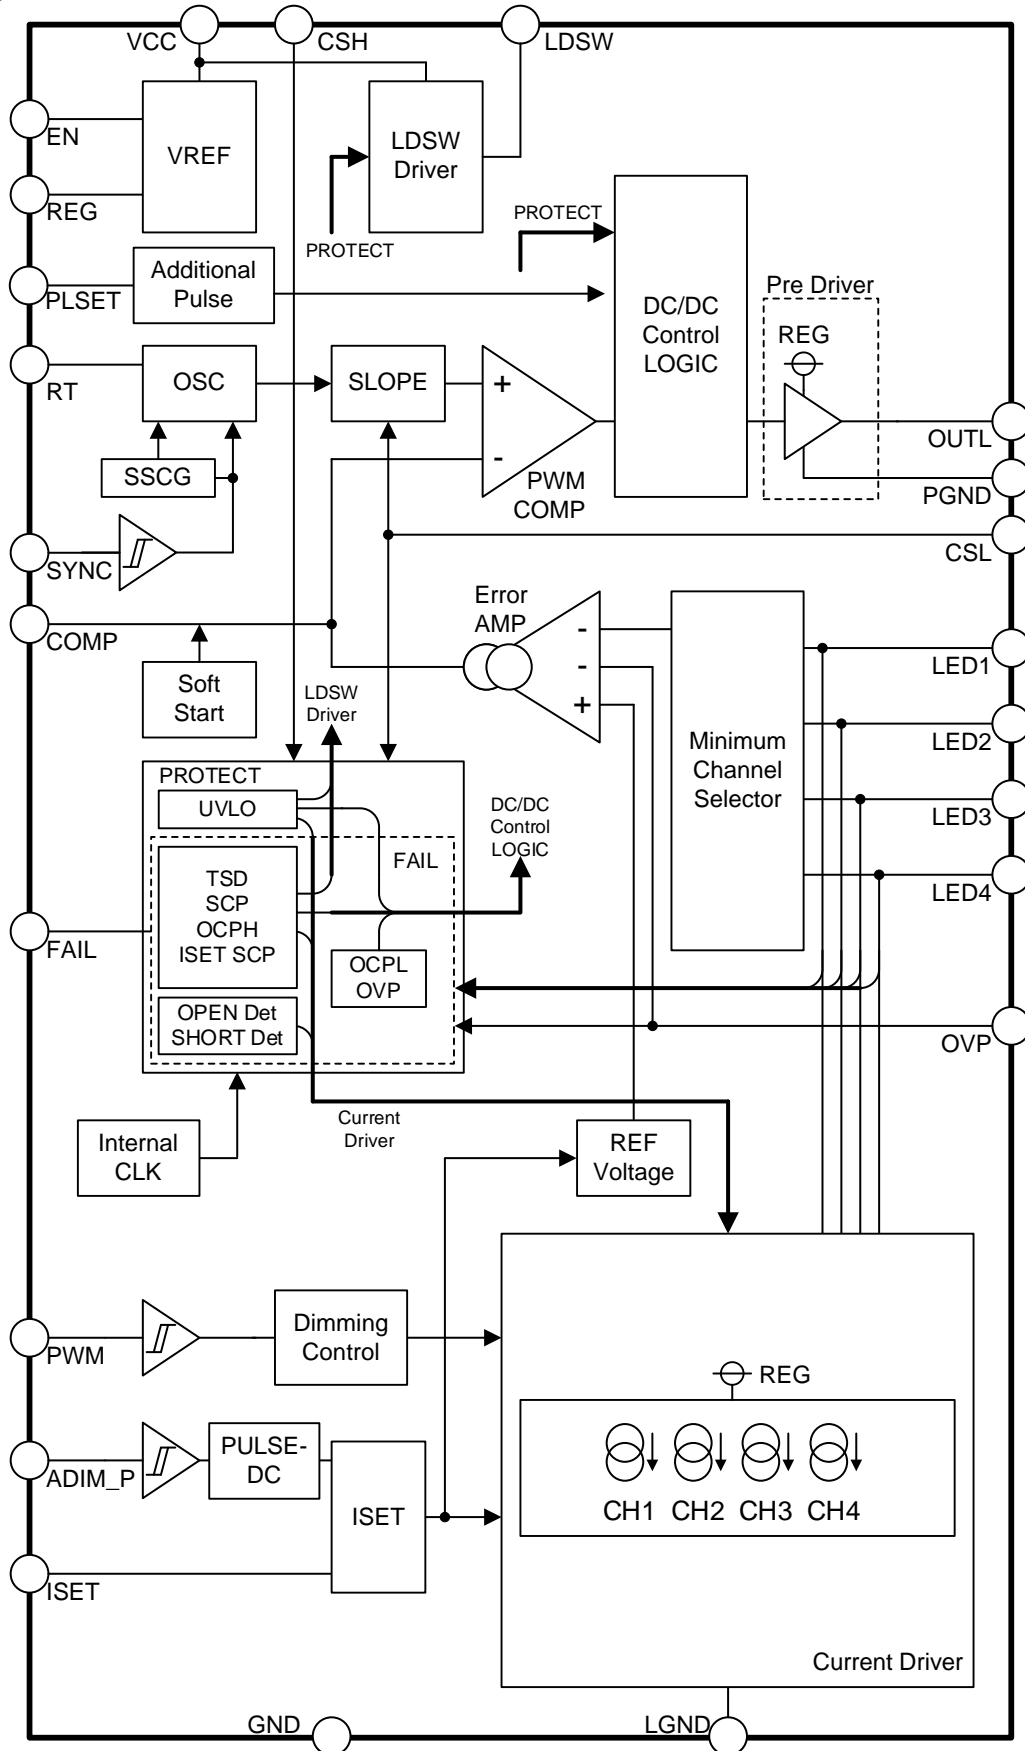 VCC
CSH
LDSW
EN
VREF
LDSW
Driver
REG
PROTECT
PROTECT
PLSET
Additional
Pulse
DC/DC
Control
LOGIC
Pre Driver
REG
RT
OSC
SLOPE
+
-
PWM
COMP
OUTL
SSCG
PGND
SYNC
CSL
COMP
Error
AMP
-
-
+
LED1
Soft
Start
LDSW
Driver
Minimum
Channel
Selector
LED2
PROTECT
UVLO
DC/DC
Control
LOGIC
LED3
FAIL
TSD
SCP
OCPH
ISET SCP
LED4
FAIL
OCPL
OVP
OPEN Det
SHORT Det
OVP
Current
Driver
Internal
CLK
REF
Voltage
PWM
Dimming
Control
REG
ADIM_P
PULSE-
DC
ISET
CH1 CH2 CH3 CH4
ISET
Current Driver
GND
LGND